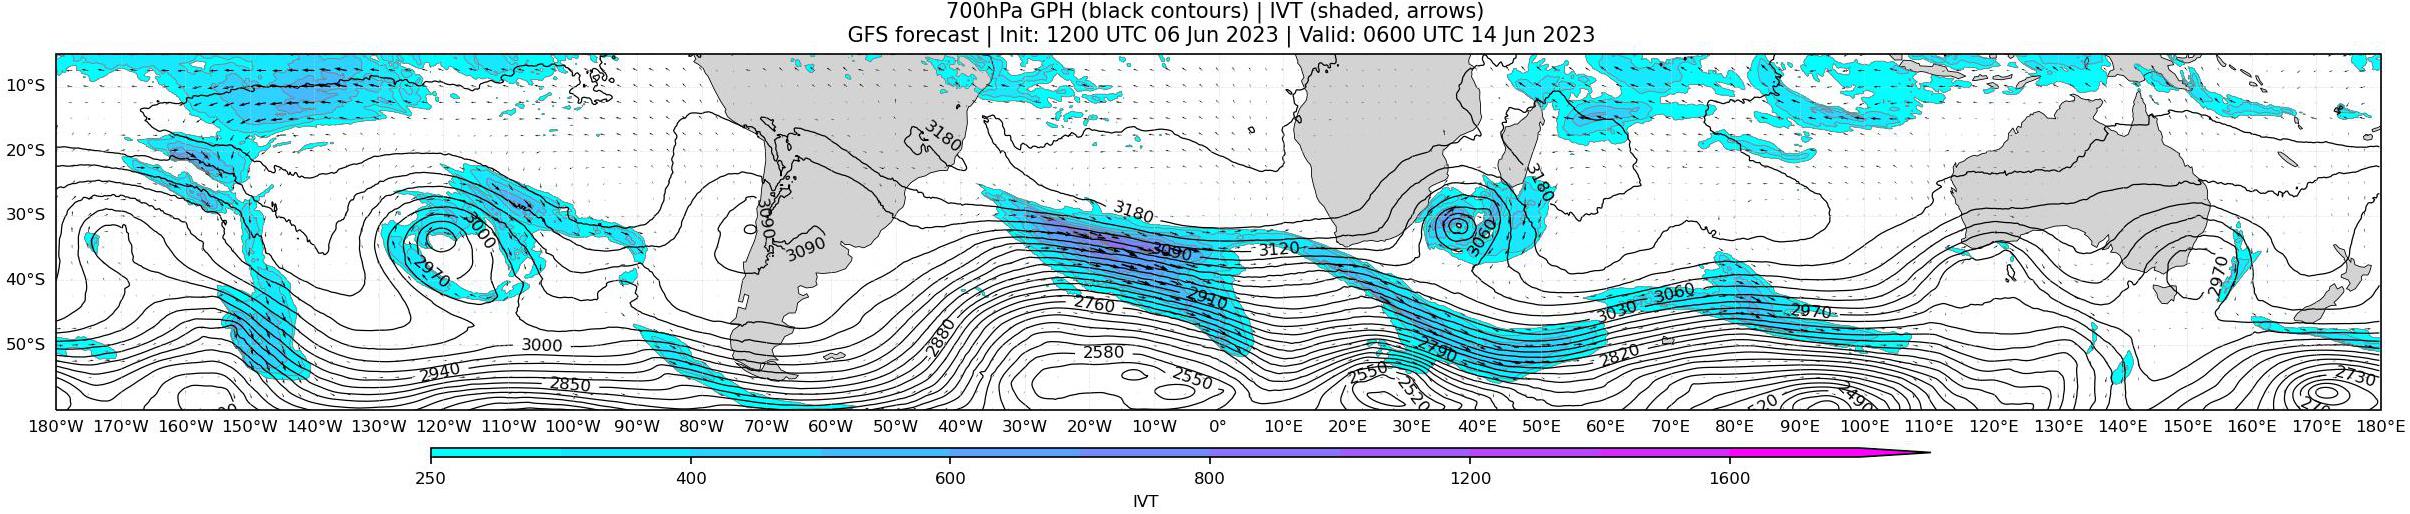 700hPa GPH (black contours) | IVT (shaded, arrows)
GFS forecast | Init: 1200 UTC 06 Jun 2023 | Valid: 0600 UTC 14 Jun 2023
10°S
20°S
30°S
40°S
50°S
3180
3180
3180
3000
2970
3090
3090
3090
3120
3060
2910
2760
2880
2580
2550
2550
2520
2790
3030
3060
2970
2820
2490
2970
2730
3000
2940
2850
180°W 170°W 160°W 150°W 140°W 130°W 120°W 110°W 100°W 90°W 80°W 70°W 60°W 50°W 40°W 30°W 20°W 10°W 0° 10°E 20°E 30°E 40°E 50°E 60°E 70°E 80°E 90°E 100°E 110°E 120°E 130°E 140°E 150°E 160°E 170°E 180°E
250 400 600 800 1200 1600
IVT